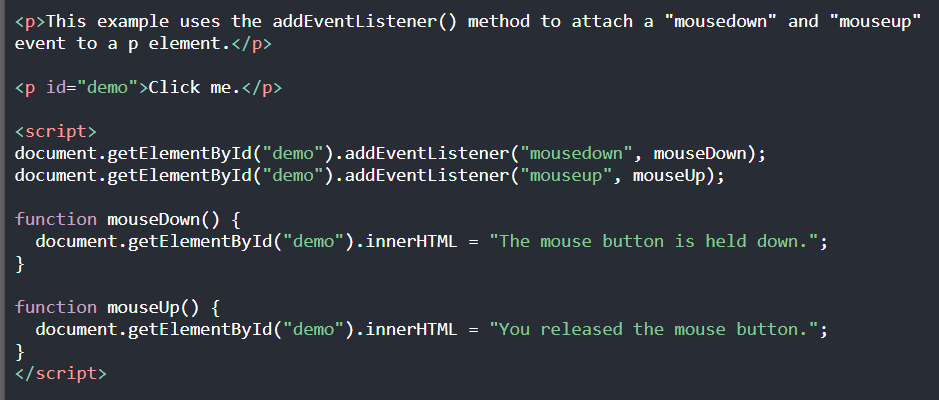 <p>This example uses the addEventListener() method to attach a "mousedown" and "mouseup"
event to a p element.</p>
<p id="demo">Click me.</p>
<script>
document.getElementById("demo").addEventListener("mousedown", mouseDown);
document.getElementById("demo").addEventListener("mouseup", mouseUp);
function mouseDown() {
  document.getElementById("demo").innerHTML = "The mouse button is held down.";
}
function mouseUp() {
  document.getElementById("demo").innerHTML = "You released the mouse button.";
}
</script>